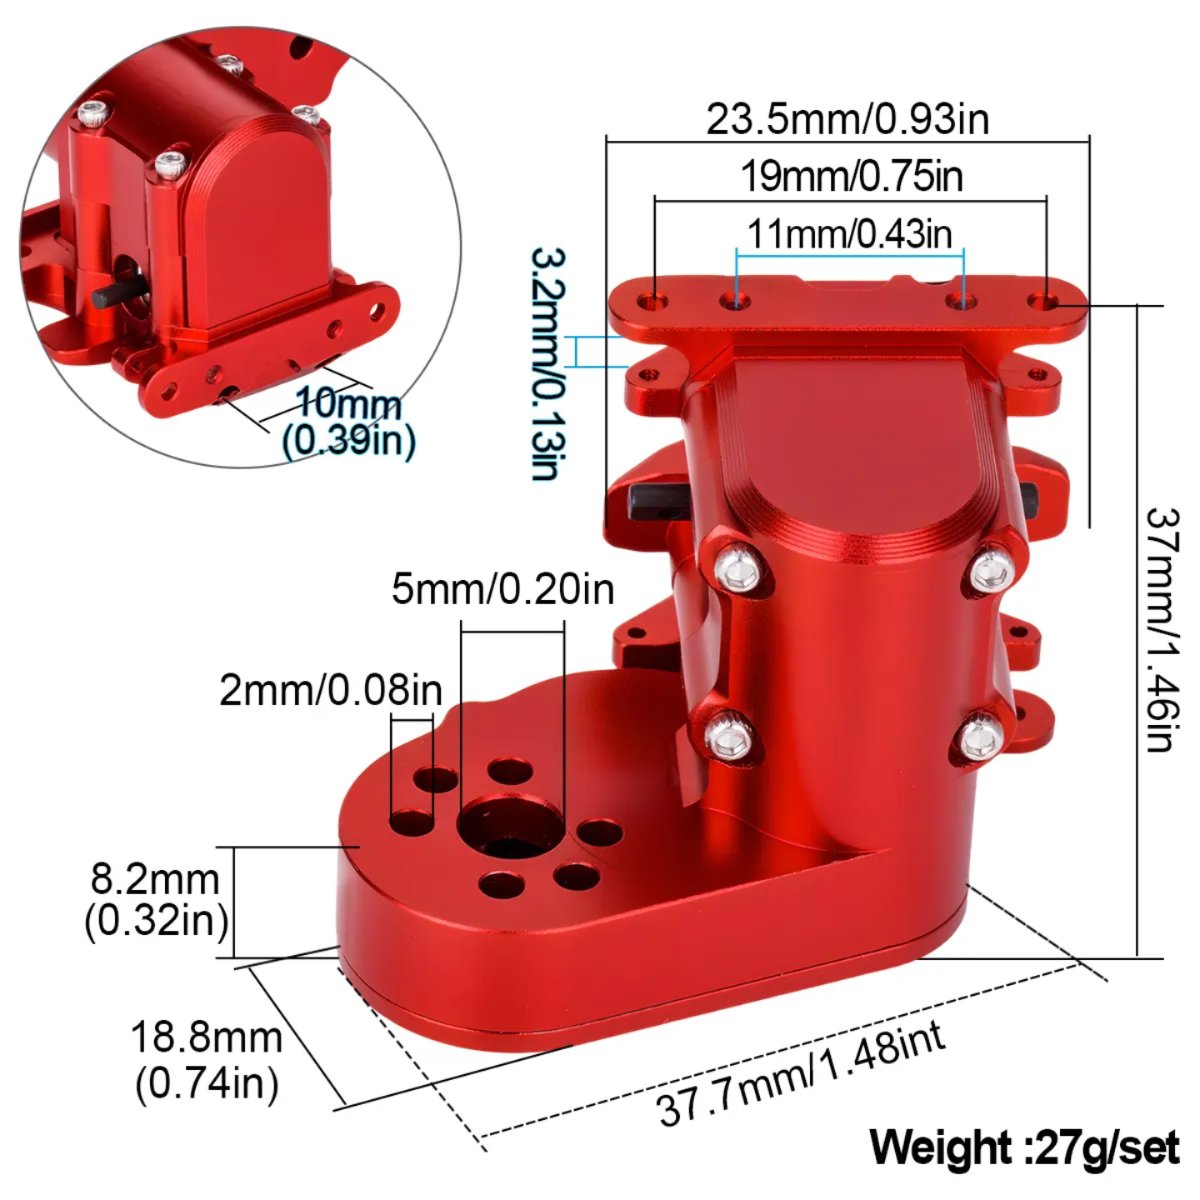 23.5mm/0.93in
19mm/0.75in
11mm/0.43in
3.2mm/0.13in
10mm
(0.39in)
37mm/1.46in
5mm/0.20in
2mm/0.08in
8.2mm
(0.32in)
18.8mm
(0.74in)
37.7mm/1.48int
Weight :27g/set